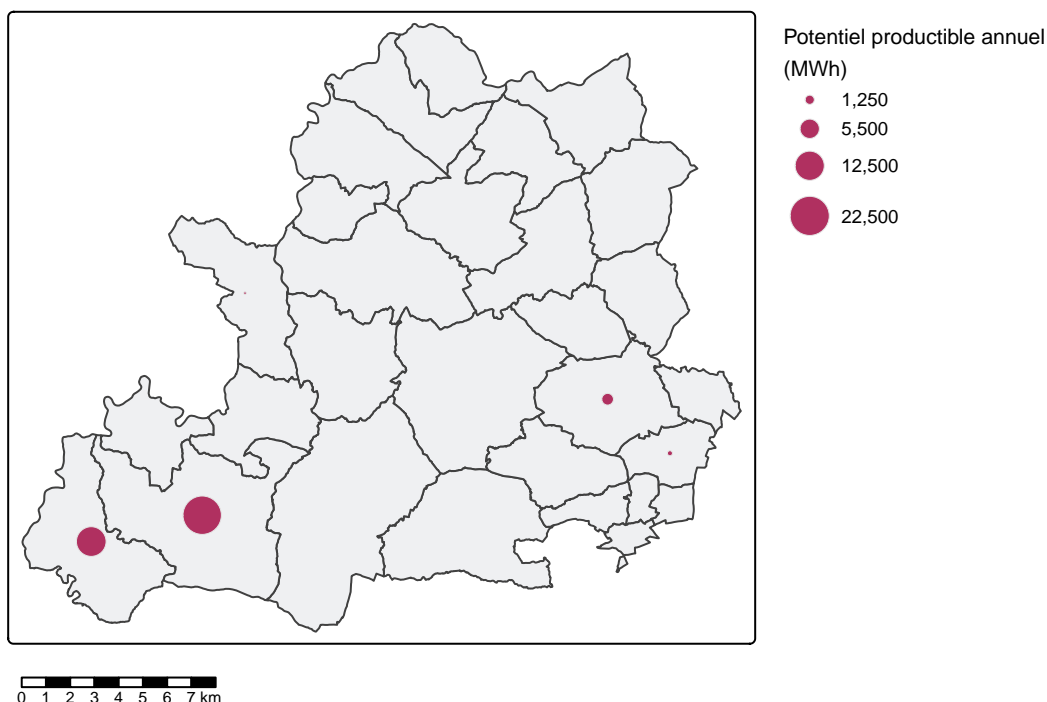 Potentiel productible annuel
(MWh)
1,250
5,500
12,500
22,500
0 1 2 3 4 5 6 7 km